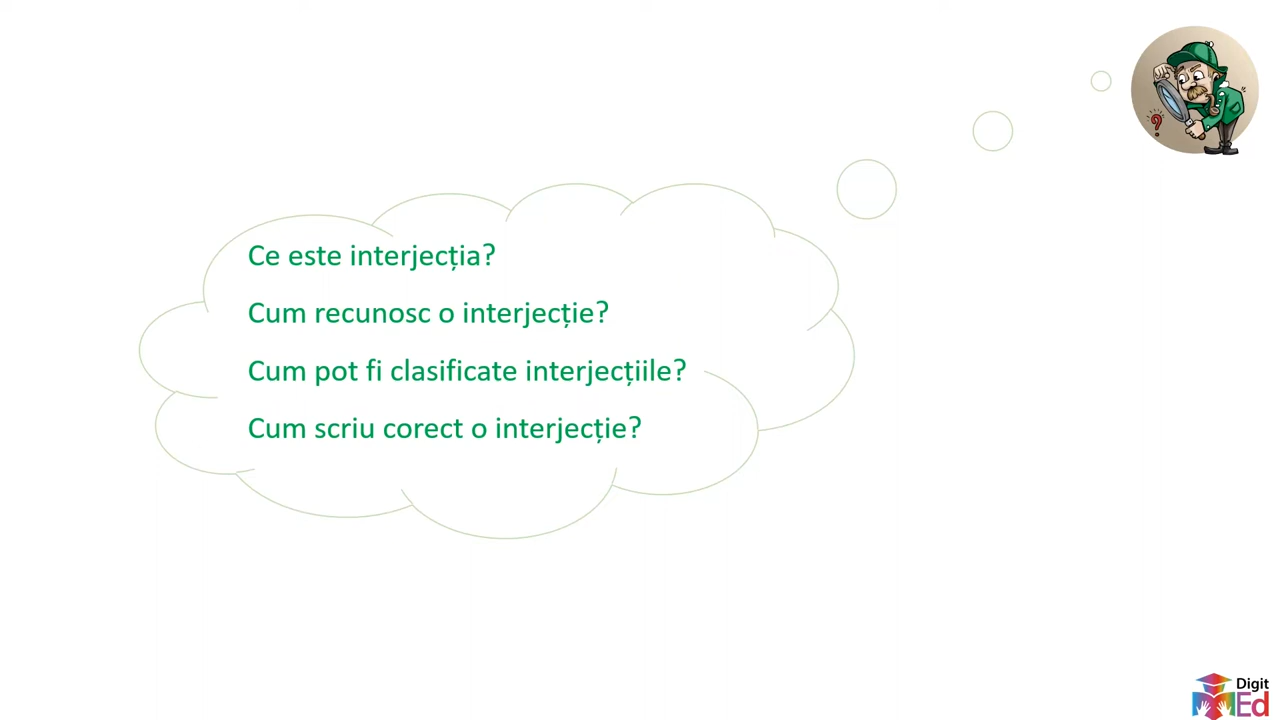 Ce este interjecția?
Cum recunosc o interjecție?
Cum pot fi clasificate interjecțiile?
Cum scriu corect o interjecție?
Digit
Ed